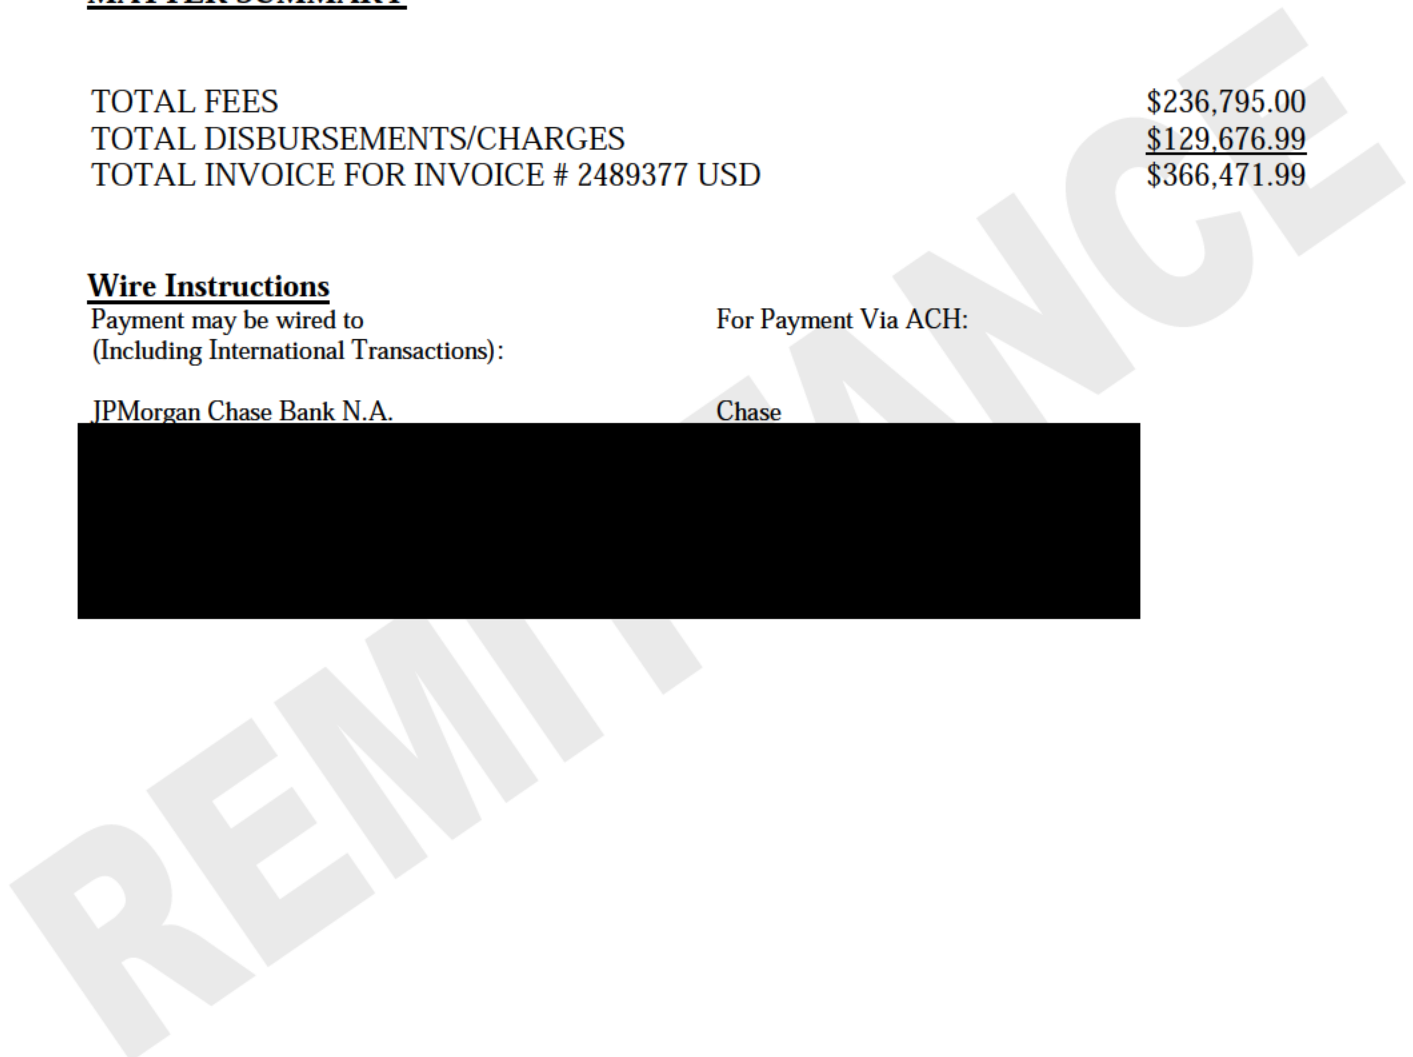 MATTER SUMMARY
TOTAL FEES $236,795.00
TOTAL DISBURSEMENTS/CHARGES $129,676.99
TOTAL INVOICE FOR INVOICE # 2489377 USD $366,471.99
Wire Instructions
Payment may be wired to For Payment Via ACH:
(Including International Transactions):
JPMorgan Chase Bank N.A. Chase
REMITTANCE